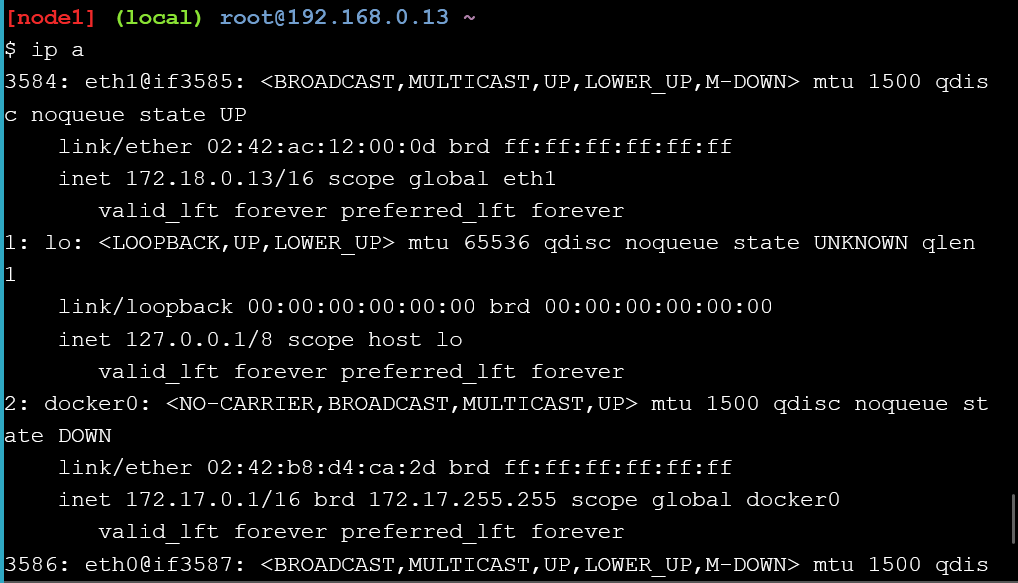 [node1] (local) root@192.168.0.13 ~
$ ip a
3584: eth1@if3585: <BROADCAST,MULTICAST,UP,LOWER_UP,M-DOWN> mtu 1500 qdis
c noqueue state UP
    link/ether 02:42:ac:12:00:0d brd ff:ff:ff:ff:ff:ff
    inet 172.18.0.13/16 scope global eth1
       valid_lft forever preferred_lft forever
1: lo: <LOOPBACK,UP,LOWER_UP> mtu 65536 qdisc noqueue state UNKNOWN qlen
1
    link/loopback 00:00:00:00:00:00 brd 00:00:00:00:00:00
    inet 127.0.0.1/8 scope host lo
       valid_lft forever preferred_lft forever
2: docker0: <NO-CARRIER,BROADCAST,MULTICAST,UP> mtu 1500 qdisc noqueue st
ate DOWN
    link/ether 02:42:b8:d4:ca:2d brd ff:ff:ff:ff:ff:ff
    inet 172.17.0.1/16 brd 172.17.255.255 scope global docker0
       valid_lft forever preferred_lft forever
3586: eth0@if3587: <BROADCAST,MULTICAST,UP,LOWER_UP,M-DOWN> mtu 1500 qdis